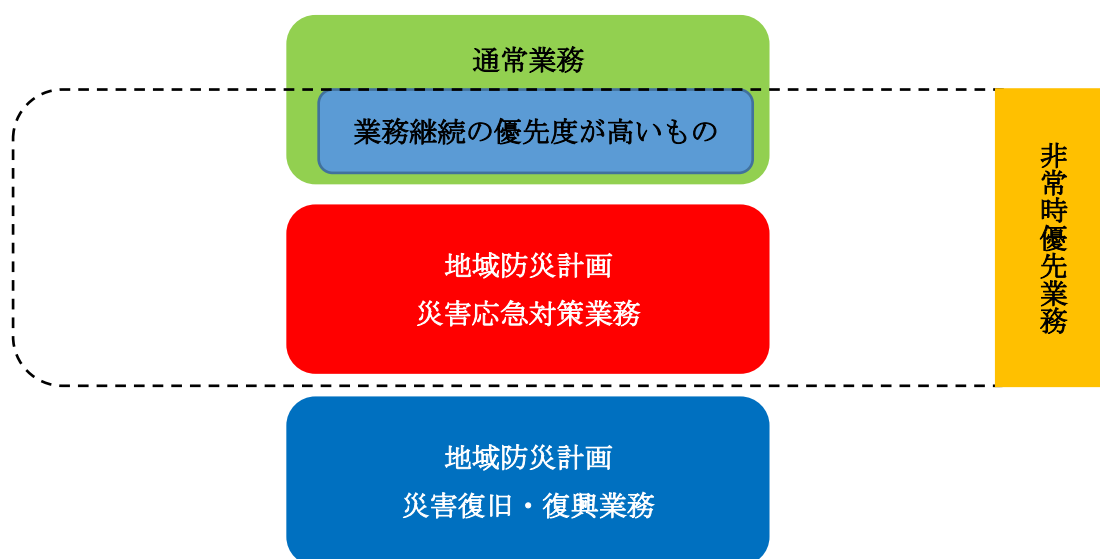 通常業務
業務継続の優先度が高いもの
非常時優先業務
地域防災計画
災害応急対策業務
地域防災計画
災害復旧・復興業務